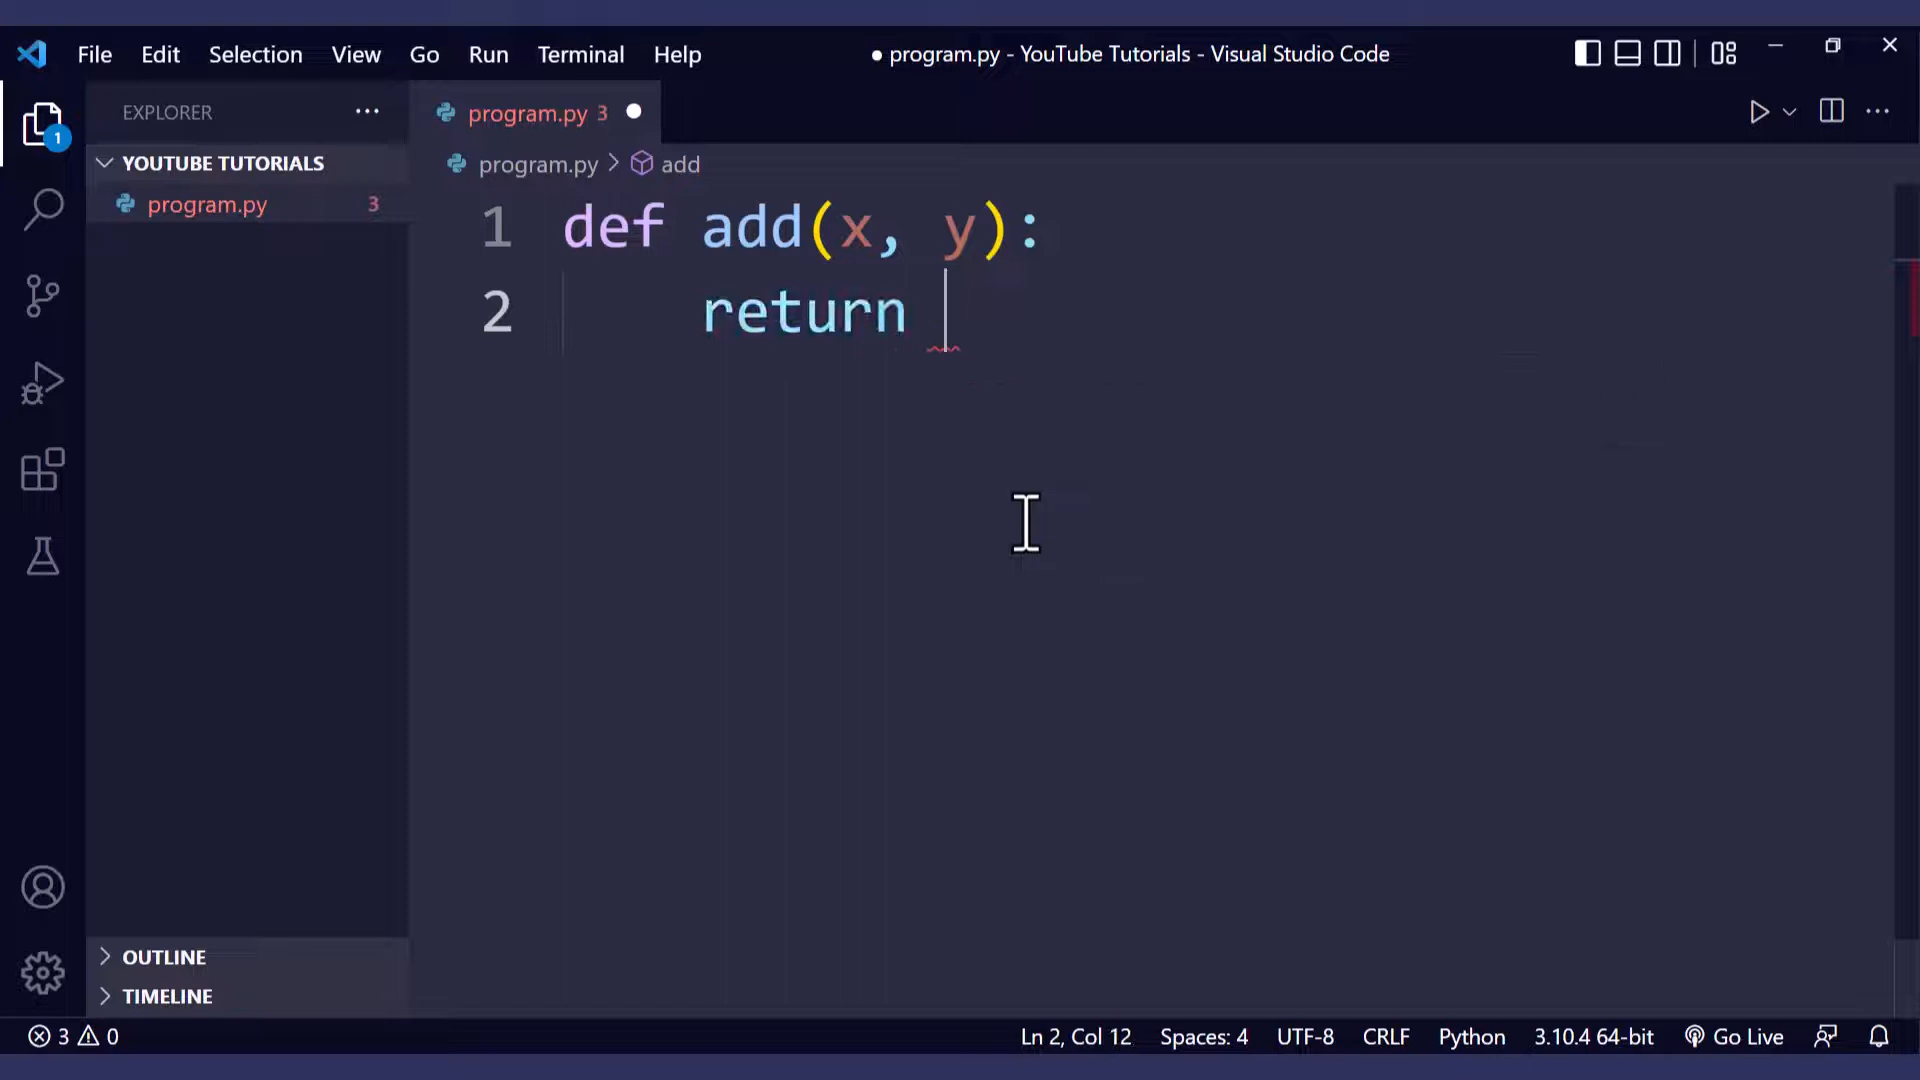 File Edit Selection View Go Run Terminal Help ● program.py - YouTube Tutorials - Visual Studio Code
EXPLORER ···
program.py 3 ●
YOUTUBE TUTORIALS
program.py > add
program.py 3
1 def add(x, y):
2     return
1
OUTLINE
TIMELINE
3 0 Ln 2, Col 12 Spaces: 4 UTF-8 CRLF Python 3.10.4 64-bit Go Live